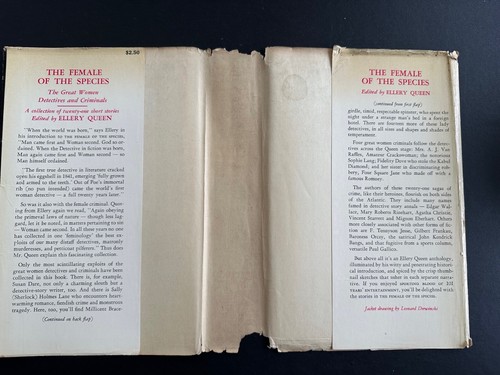 $2.50
THE FEMALE
OF THE SPECIES
The Great Women
Detectives and Criminals
A collection of twenty-one short stories
Edited by ELLERY QUEEN
"When the world was born," says Ellery
in his introduction to THE FEMALE OF THE SPECIES,
"Man came first and Woman second. God so or-
dained. When the Detective in fiction was born,
Man again came first and Woman second — so
Man himself ordained.
"The first true detective in literature cracked
open his eggshell in 1841, emerging fully grown
and armed to the teeth. Out of Poe's immortal
rib (no pun intended) came the world's first
woman detective — a full twenty years later."
So was it also with the female criminal. Quot-
ing from Ellery again we read, "Again obeying
the primeval laws of nature — though less lag-
gard, let it be noted, in matters pertaining to sin
—Woman came second. In all these years no one
has collected in one 'feminology' the best ex-
ploits of our many distaff detectives, matronly
murderesses, and perticoat pilferers." Thus does
Mr. Queen explain this fascinating collection.
Only the most scintillating exploits of the
great women detectives and criminals have been
collected in this book. There is, for example,
Susan Dare, not only a charming sleuth but a
detective-story writer, too. And there is Sally
(Sherlock) Holmes Lane who encounters heart-
warming romance, fiendish crime and monstrous
tragedy. Here, too, you'll find Millicent Brace-
(Continued on back flap)
THE FEMALE
OF THE SPECIES
Edited by ELLERY QUEEN
(continued from first flap)
girdle, timid, respectable spinster, who spent the
night under a strange man's bed in a foreign
hotel. There are fourteen more of these lady
detectives, in all sizes and shapes and shades of
temperament.
Four great women criminals follow the detec-
tives across the Queen stage: Mrs. A. J. Van
Raffles, Amateur Crackswoman; the notorious
Sophie Lang; Fidelity Dove who stole the Kabul
Diamond; and her sister in discriminating rob-
bery, Four Square Jane who made off with a
famous Romney.
The authors of these twenty-one sagas of
crime, like their heroines, flourish on both sides
of the Atlantic. They include many names
famed in detective story annals — Edgar Wal-
lace, Mary Roberts Rinehart, Agatha Christie,
Vincent Starrett and Mignon Eberhart. Others
more closely associated with other forms of fic-
tion are F. Tennyson Jesse, Gilbert Frankau,
Baroness Orczy, the satirical John Kendrick
Bangs, and that fugitive from a sports column,
versatile Paul Gallico.
But above all it's an Ellery Queen anthology,
illuminated by his witty and penetrating histori-
cal introduction, and spiced by the crisp thumb-
nail sketches that usher in each separate narra-
tive. If you enjoyed
YEARS' ENTERTAINMENT, you'll be delighted with
the stories in THE FEMALE OF THE SPECIES.
Jacket drawing by Leonard